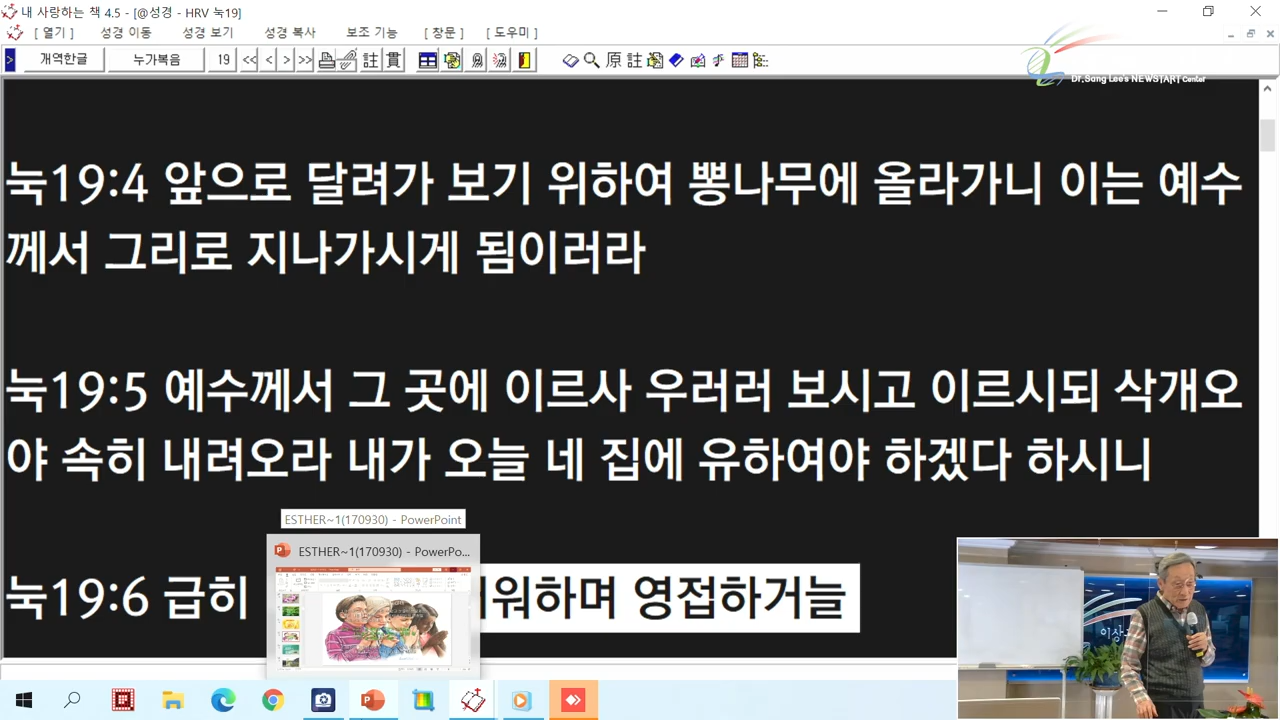 내 사랑하는 책 4.5 - [@성경 - HRV 눅19]
[ 열기 ] 성경 이동 성경 보기 성경 복사 보조 기능 [ 창문 ] [ 도우미 ]
> 개역한글 누가복음 19 << < > >> 註 貫 原 註
Dr.Sang Lee's NEWSTART Center
눅19:4 앞으로 달려가 보기 위하여 뽕나무에 올라가니 이는 예수
께서 그리로 지나가시게 됨이러라
눅19:5 예수께서 그 곳에 이르사 우러러 보시고 이르시되 삭개오
야 속히 내려오라 내가 오늘 네 집에 유하여야 하겠다 하시니
ESTHER~1(170930) - PowerPoint
ESTHER~1(170930) - PowerPo...
눅19:6 급히 워하며 영접하거늘
이상